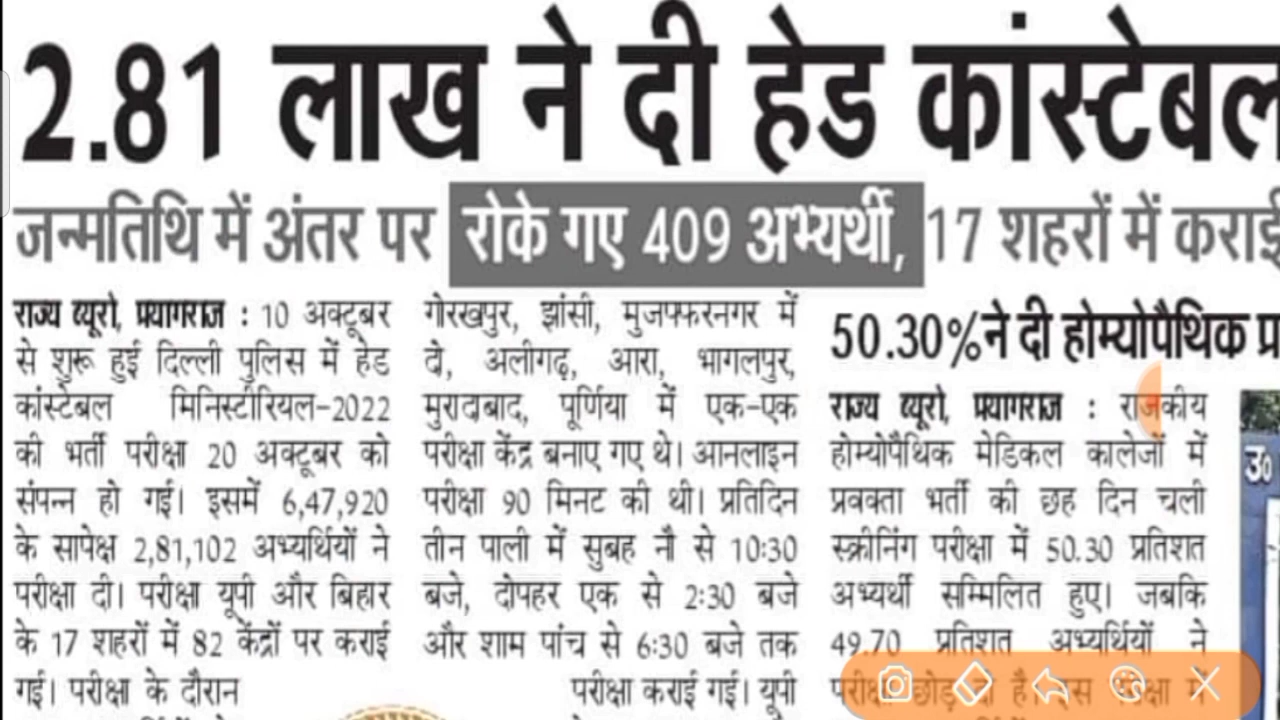 2.81 लाख ने दी हेड कांस्टेबल
जन्मतिथि में अंतर पर रोके गए 409 अभ्यर्थी, 17 शहरों में कराई
राज्य ब्यूरो, प्रयागराज : 10 अक्टूबर
से शुरू हुई दिल्ली पुलिस में हेड
कांस्टेबल मिनिस्टीरियल-2022
की भर्ती परीक्षा 20 अक्टूबर को
संपन्न हो गई। इसमें 6,47,920
के सापेक्ष 2,81,102 अभ्यर्थियों ने
परीक्षा दी। परीक्षा यूपी और बिहार
के 17 शहरों में 82 केंद्रों पर कराई
गई। परीक्षा के दौरान
गोरखपुर, झांसी, मुजफ्फरनगर में
दो, अलीगढ़, आरा, भागलपुर,
मुरादाबाद, पूर्णिया में एक-एक
परीक्षा केंद्र बनाए गए थे। आनलाइन
परीक्षा 90 मिनट की थी। प्रतिदिन
तीन पाली में सुबह नौ से 10:30
बजे, दोपहर एक से 2:30 बजे
और शाम पांच से 6:30 बजे तक
परीक्षा कराई गई। यूपी
50.30%ने दी होम्योपैथिक प्र
राज्य ब्यूरो, प्रयागराज : राजकीय
होम्योपैथिक मेडिकल कालेजों में
प्रवक्ता भर्ती की छह दिन चली
स्क्रीनिंग परीक्षा में 50.30 प्रतिशत
अभ्यर्थी सम्मिलित हुए। जबकि
49.70 प्रतिशत अभ्यर्थियों ने
परीक्षा छोड़ दी है। इस परीक्षा में
उ०